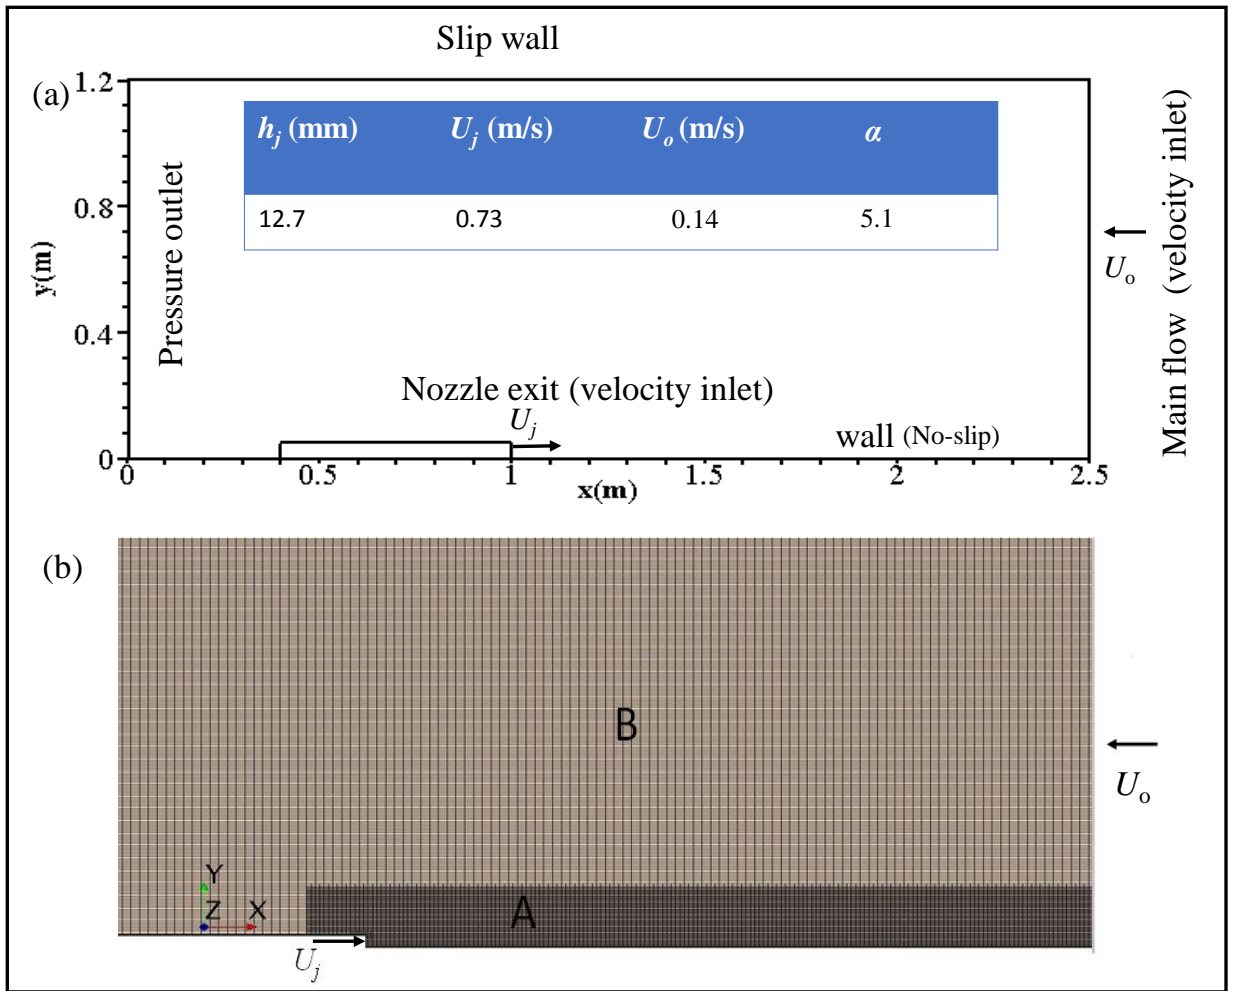 Slip wall
(a)
1.2
0.8
0.4
0
y(m)
Pressure outlet
h_j (mm) U_j (m/s) U_o (m/s) α
12.7 0.73 0.14 5.1
U_o
Main flow (velocity inlet)
Nozzle exit (velocity inlet)
U_j
wall (No-slip)
0 0.5 1 1.5 2 2.5
x(m)
(b)
B
U_o
Y
Z X
A
U_j